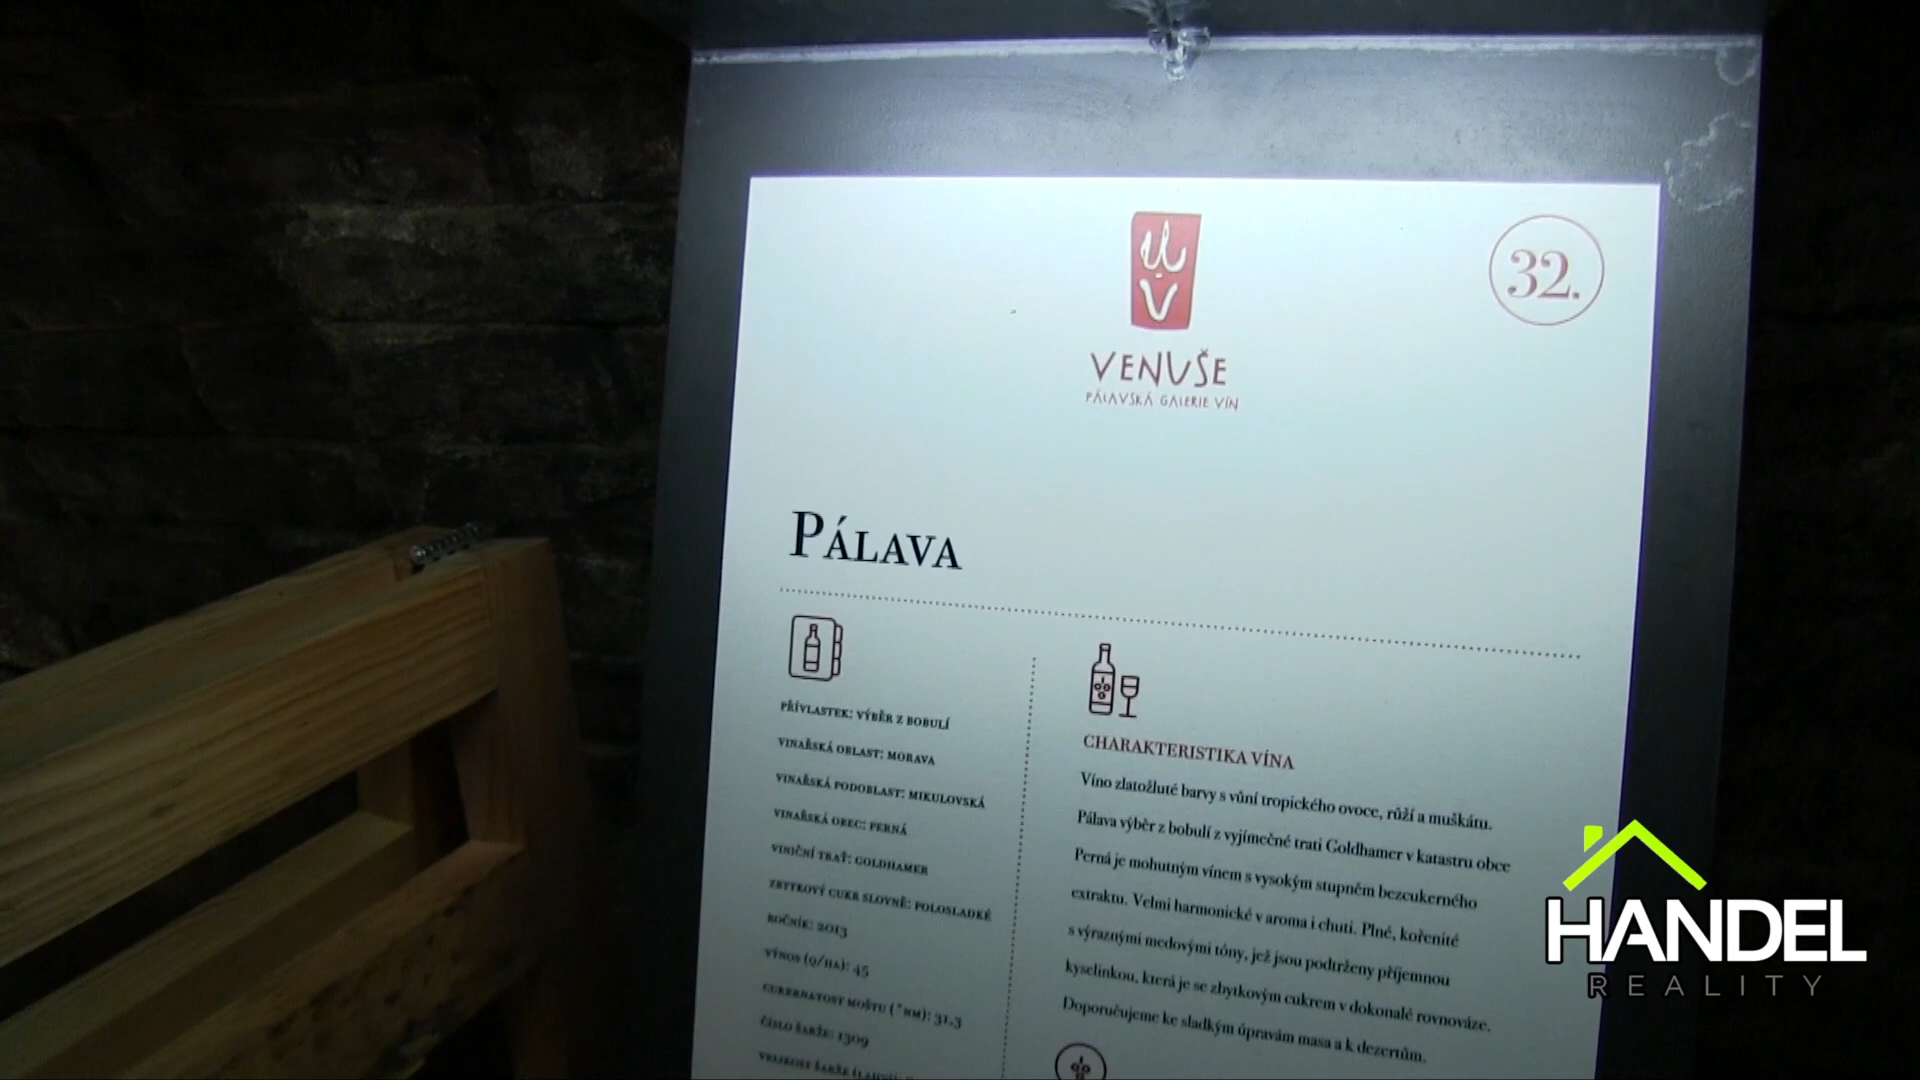 32.
VENUŠE
PÁLAVSKÁ GALERIE VÍN
PÁLAVA
PŘÍVLASTEK: VÝBĚR Z BOBULÍ
VINAŘSKÁ OBLAST: MORAVA
VINAŘSKÁ PODOBLAST: MIKULOVSKÁ
VINAŘSKÁ OBEC: PERNÁ
VINIČNÍ TRAŤ: GOLDHAMER
ZBYTKOVÝ CUKR SLOVNĚ: POLOSLADKÉ
ROČNÍK: 2013
VÝNOS (Q/HA): 45
CUKERNATOST MOŠTU (°NM): 31,3
ČÍSLO ŠARŽE: 1309
VELIKOST ŠARŽE
CHARAKTERISTIKA VÍNA
Víno zlatožluté barvy s vůní tropického ovoce, růží a muškátu.
Pálava výběr z bobulí z vyjímečné trati Goldhamer v katastru obce
Perná je mohutným vínem s vysokým stupněm bezcukerného
extraktu. Velmi harmonické v aroma i chuti. Plné, kořenité
s výraznými medovými tóny, jež jsou podtrženy příjemnou
kyselinkou, která je se zbytkovým cukrem v dokonalé rovnováze.
Doporučujeme ke sladkým úpravám masa a k dezertům.
HANDEL
REALITY